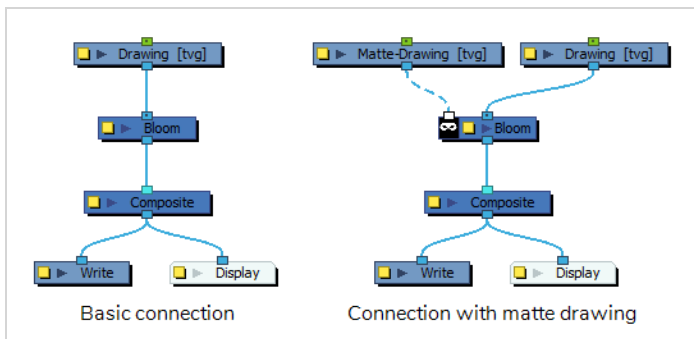 Drawing [tvg]
Matte-Drawing [tvg]
Drawing [tvg]
Bloom
Bloom
Composite
Composite
Write
Display
Write
Display
Basic connection
Connection with matte drawing